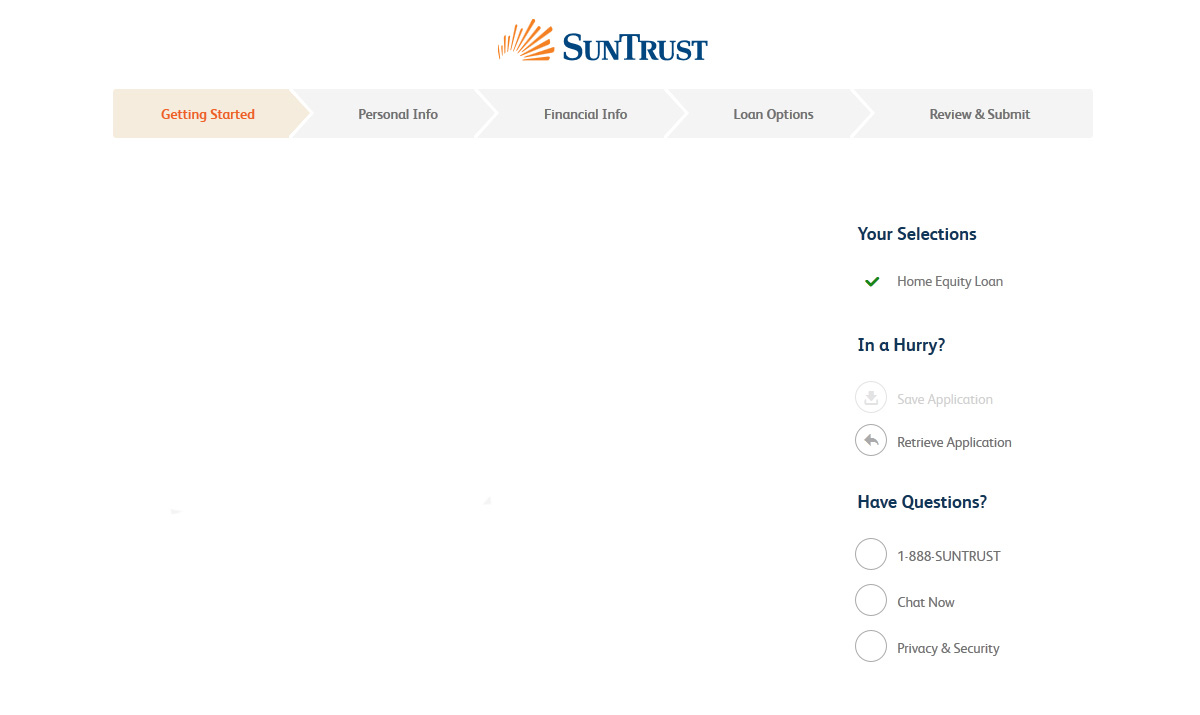 SUNTRUST
Getting Started
Personal Info
Financial Info
Loan Options
Review & Submit
Your Selections
Home Equity Loan
In a Hurry?
Save Application
Retrieve Application
Have Questions?
1-888-SUNTRUST
Chat Now
Privacy & Security